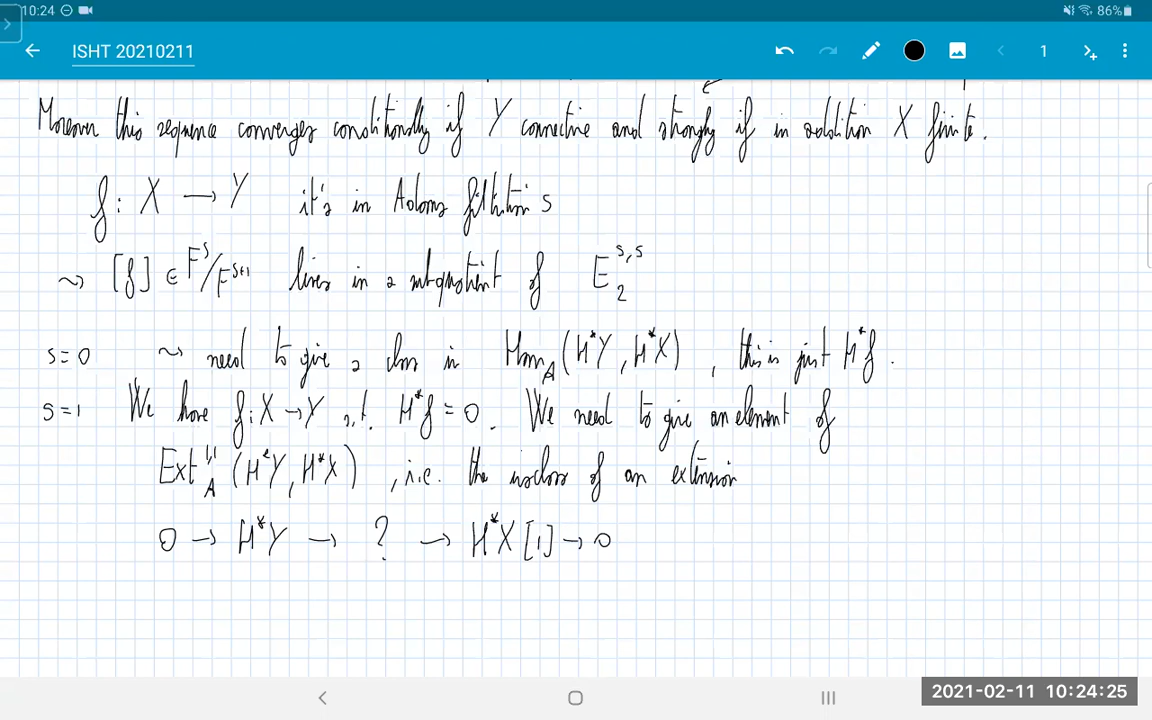 10:24
86%
ISHT 20210211
1
Moreover this sequence converges conditionally if Y connective and strongly if in addition X finite.
f: X → Y it's in Adams filtration s
⇝ [f] ∈ F^s/F^{s+1} lives in a subquotient of E_2^{s,s}
s=0 ⇝ need to give a class in Hom_A(H^*Y, H^*X), this is just H^*f.
s=1 We have f: X → Y s.t. H^*f = 0. We need to give an element of
Ext_A^{1,1}(H^*Y, H^*X), i.e. the isoclass of an extension
0 → H^*Y → ? → H^*X[1] → 0
2021-02-11 10:24:25